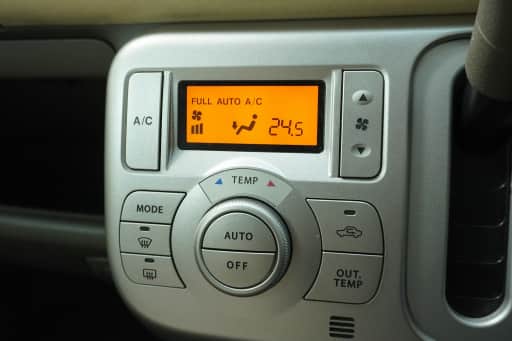 FULL AUTO A/C
A/C
24.5
TEMP
MODE
AUTO
OFF
OUT.
TEMP